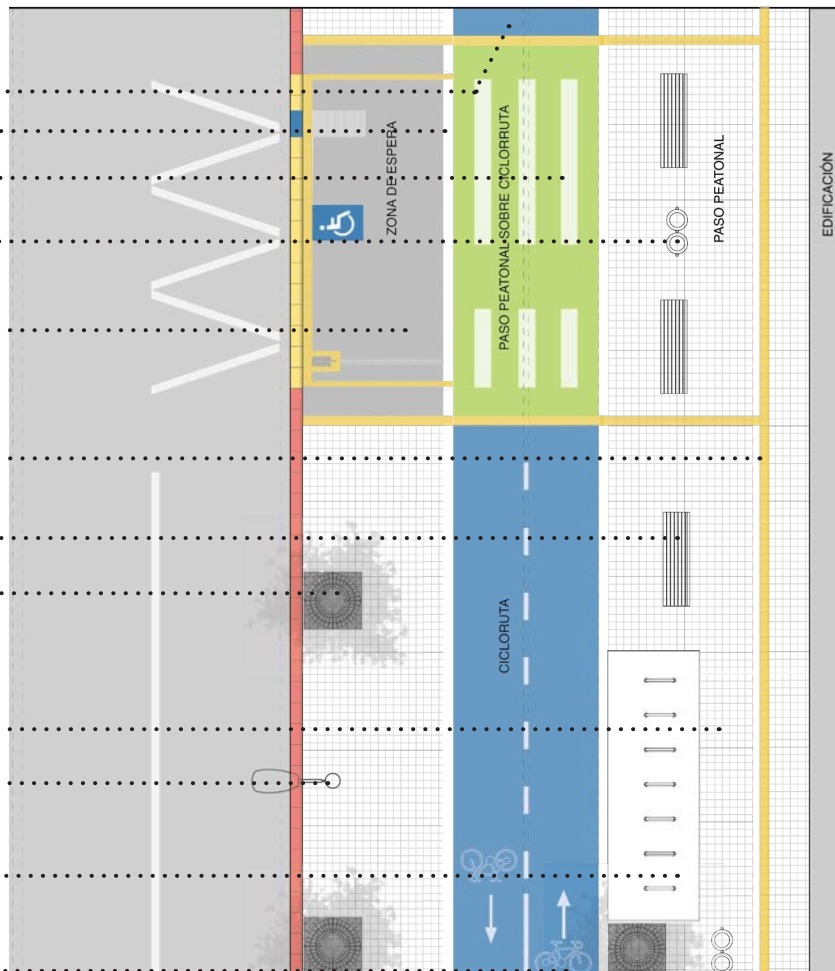 ZONA DE ESPERA
PASO PEATONAL SOBRE CICLORRUTA
PASO PEATONAL
EDIFICACIÓN
CICLORUTA